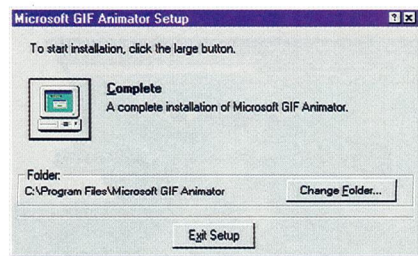 Microsoft GIF Animator Setup
To start installation, click the large button.
Complete
A complete installation of Microsoft GIF Animator.
Folder:
C:\Program Files\Microsoft GIF Animator
Change Folder...
Exit Setup